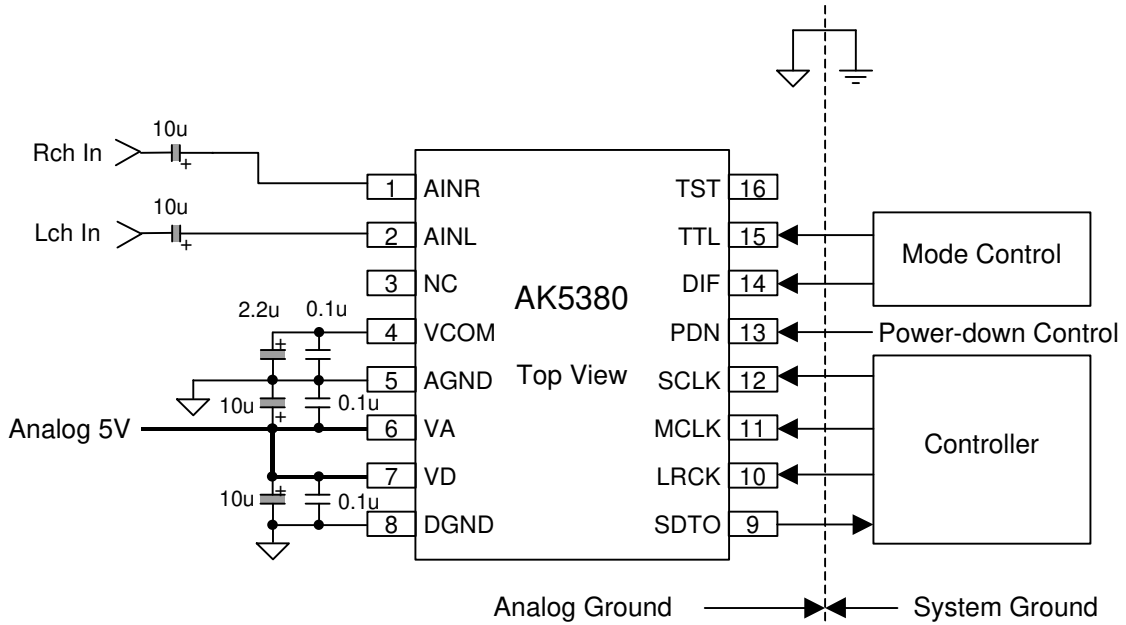 10u
Rch In
+
1 AINR
TST 16
10u
Lch In
+
2 AINL
TTL 15
Mode Control
3 NC
DIF 14
AK5380
2.2u 0.1u
+
4 VCOM
PDN 13
Power-down Control
Top View
5 AGND
SCLK 12
10u + 0.1u
Analog 5V
6 VA
MCLK 11
Controller
7 VD
LRCK 10
10u + 0.1u
8 DGND
SDTO 9
Analog Ground
System Ground